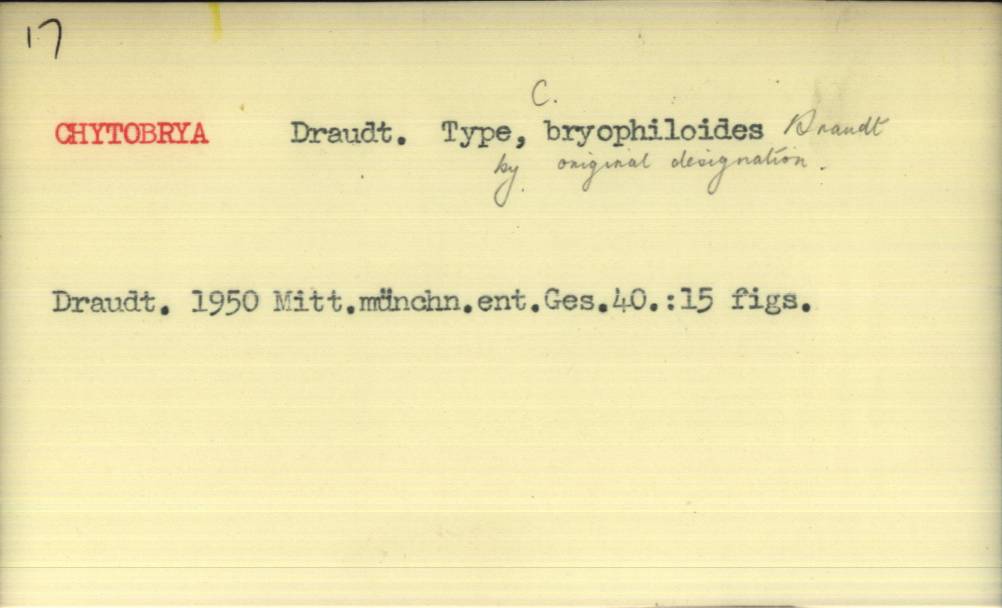 17
C.
CHYTOBRYA Draudt. Type, bryophiloides Draudt
by original designation.
Draudt. 1950 Mitt.münchn.ent.Ges.40.:15 figs.